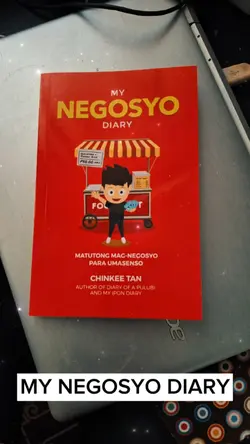 MY
NEGOSYO
DIARY
MATUTONG MAG-NEGOSYO
PARA UMASENSO
CHINKEE TAN
AUTHOR OF DIARY OF A PULUBI
AND MY IPON DIARY
MY NEGOSYO DIARY